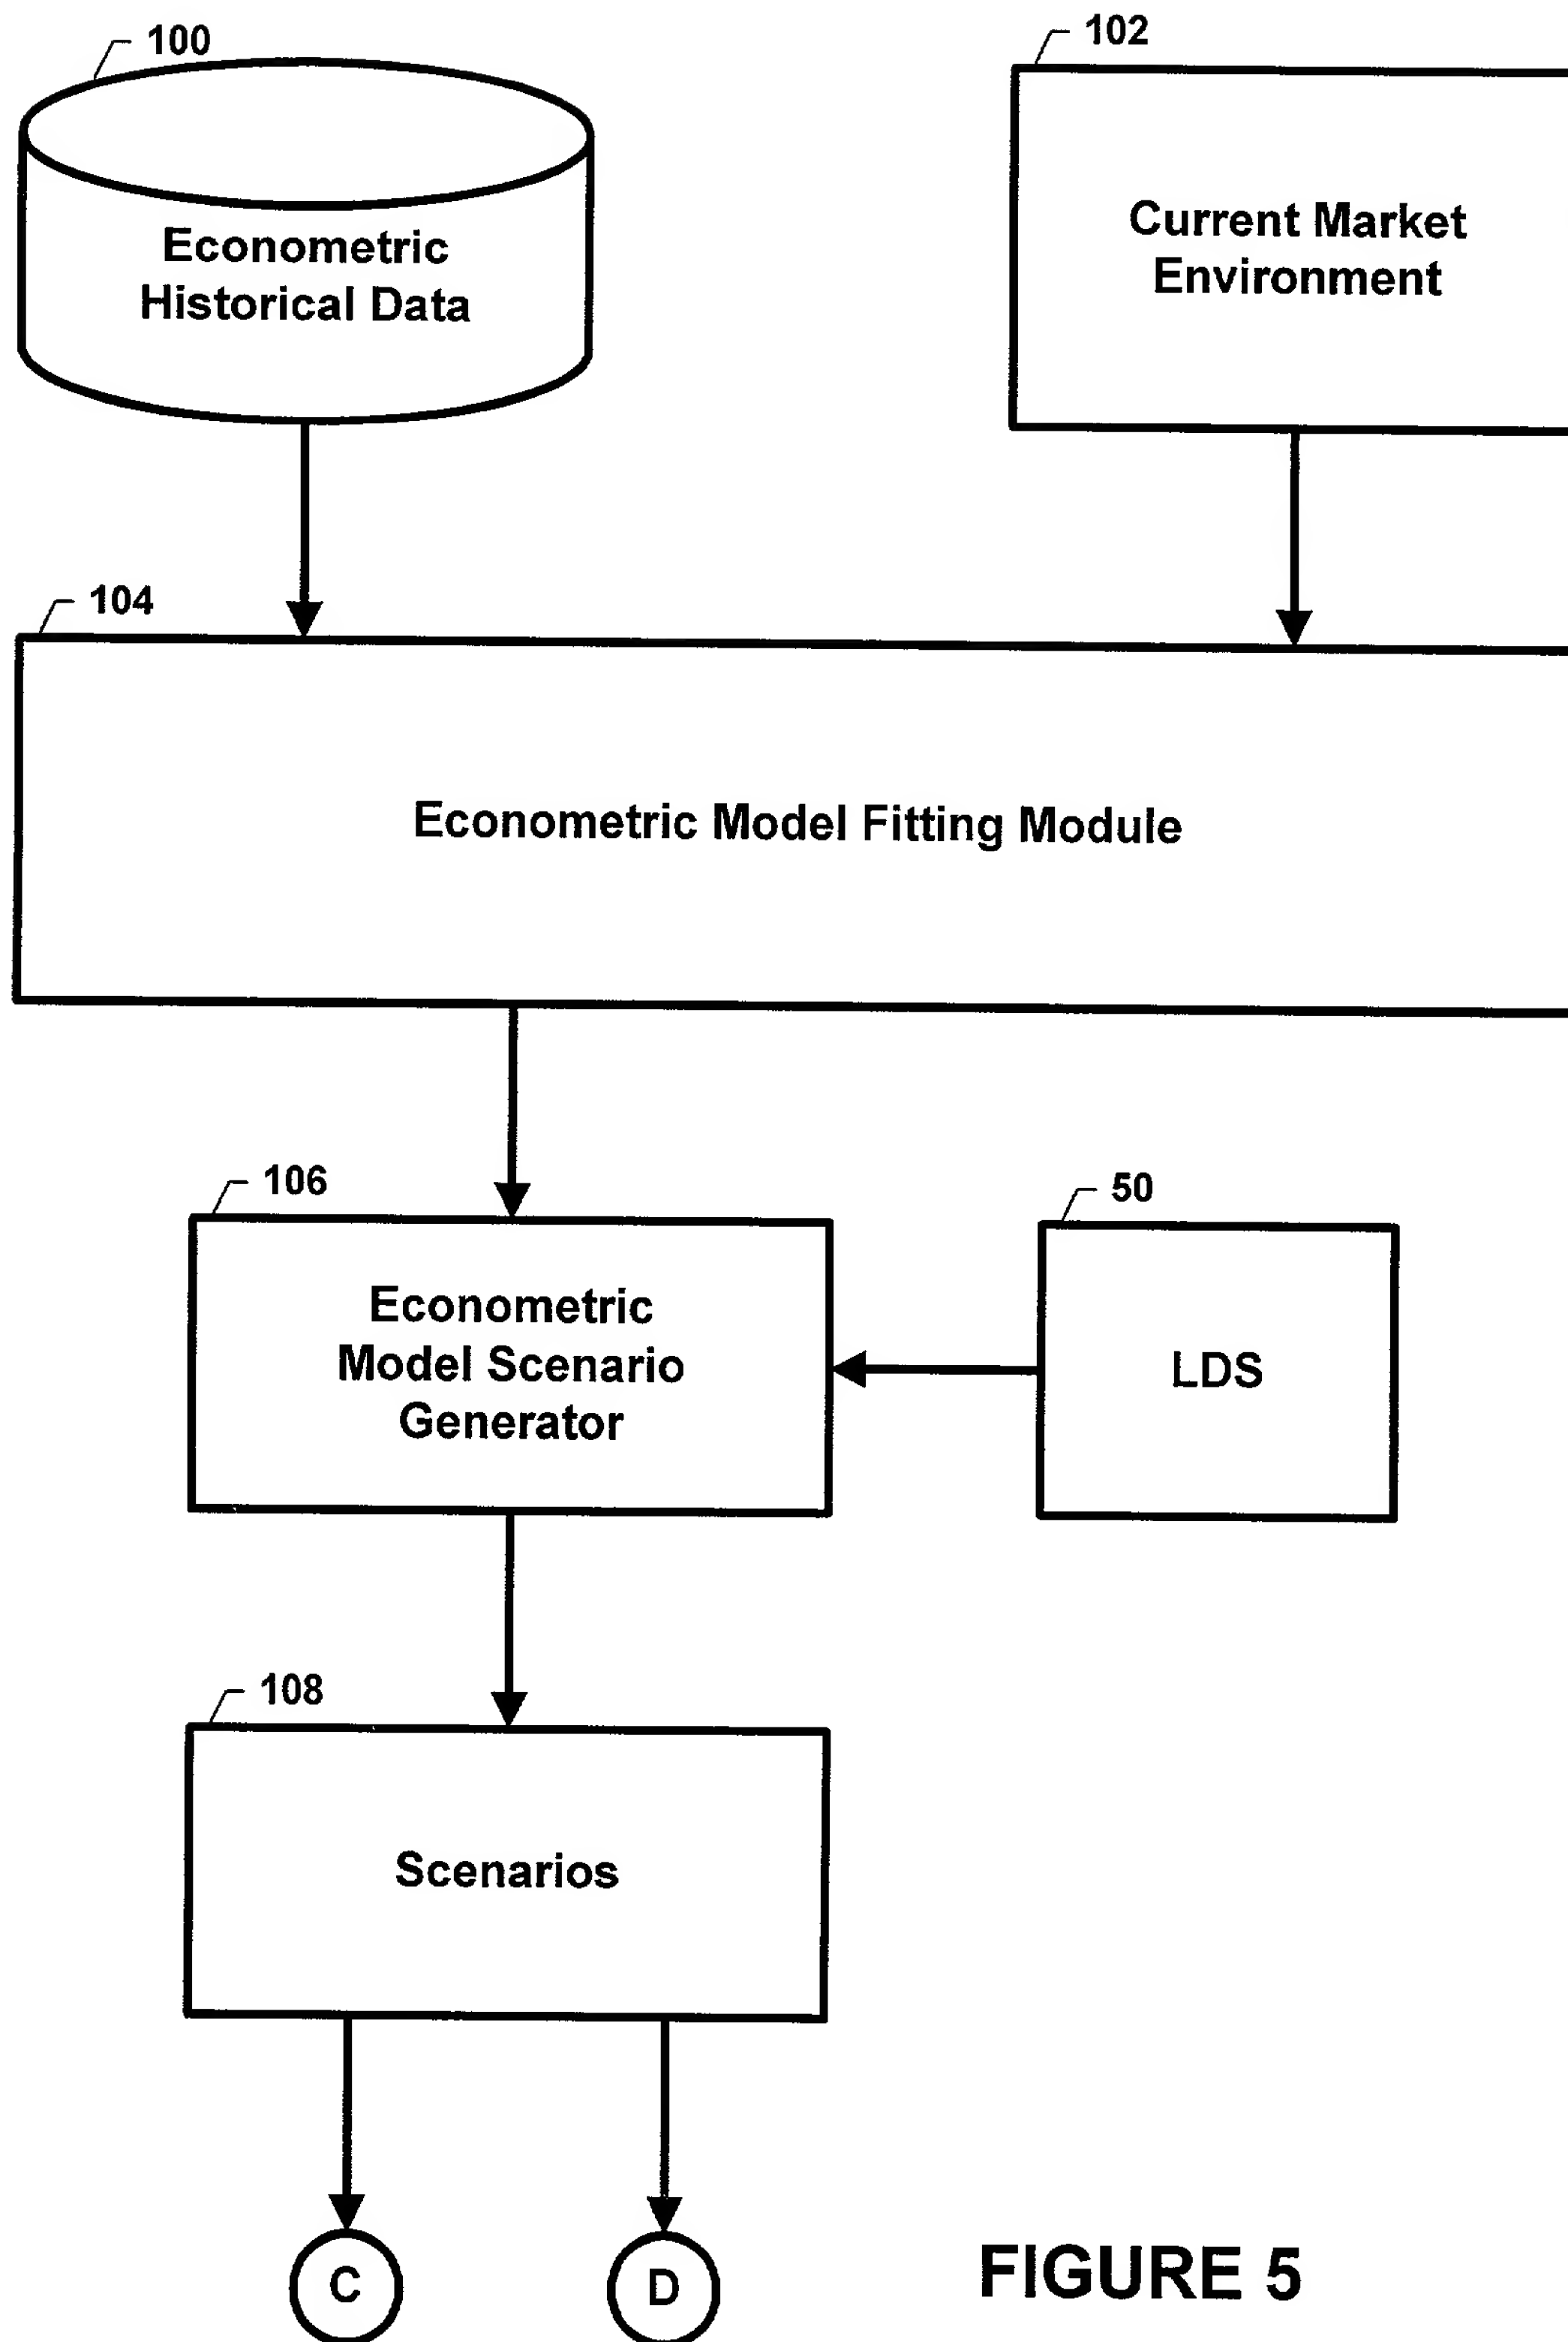 100
102
Econometric
Historical Data
Current Market
Environment
104
Econometric Model Fitting Module
106
50
Econometric
Model Scenario
Generator
LDS
108
Scenarios
C
D
FIGURE 5